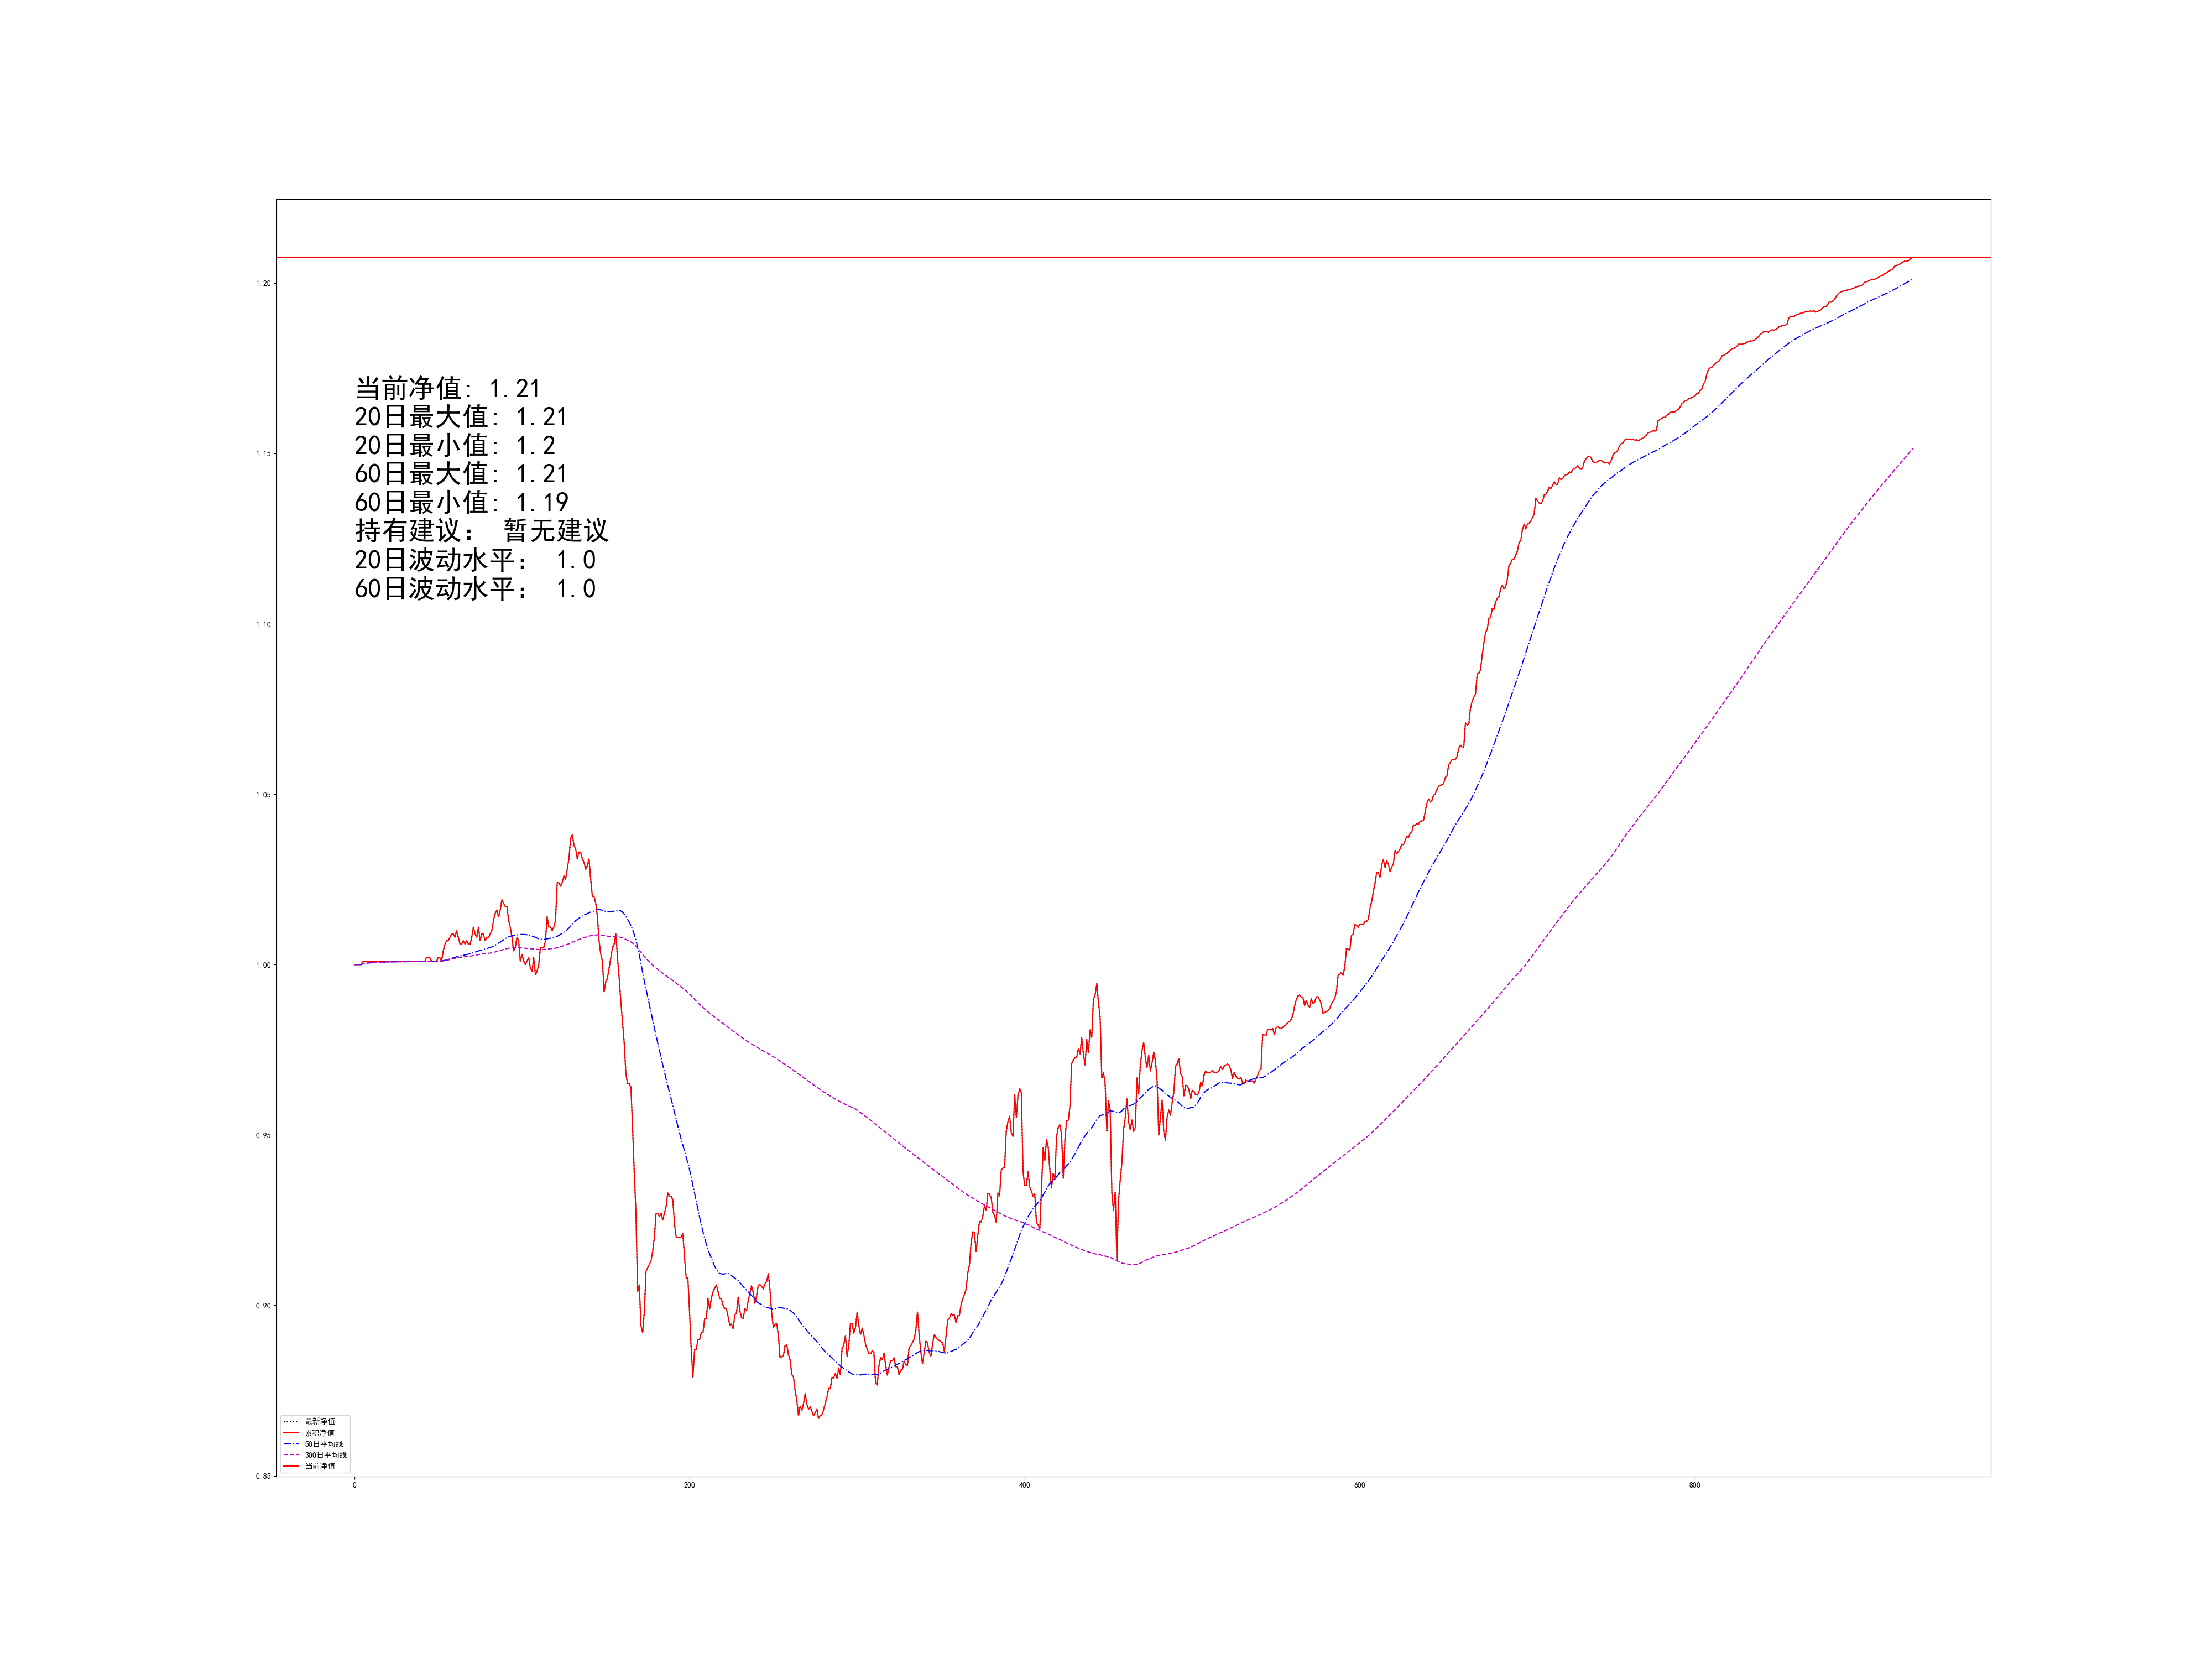 1.20
1.15
1.10
1.05
1.00
0.95
0.90
0.85
当前净值: 1.21
20日最大值: 1.21
20日最小值: 1.2
60日最大值: 1.21
60日最小值: 1.19
持有建议： 暂无建议
20日波动水平： 1.0
60日波动水平： 1.0
最新净值
累积净值
50日平均线
300日平均线
当前净值
0
200
400
600
800